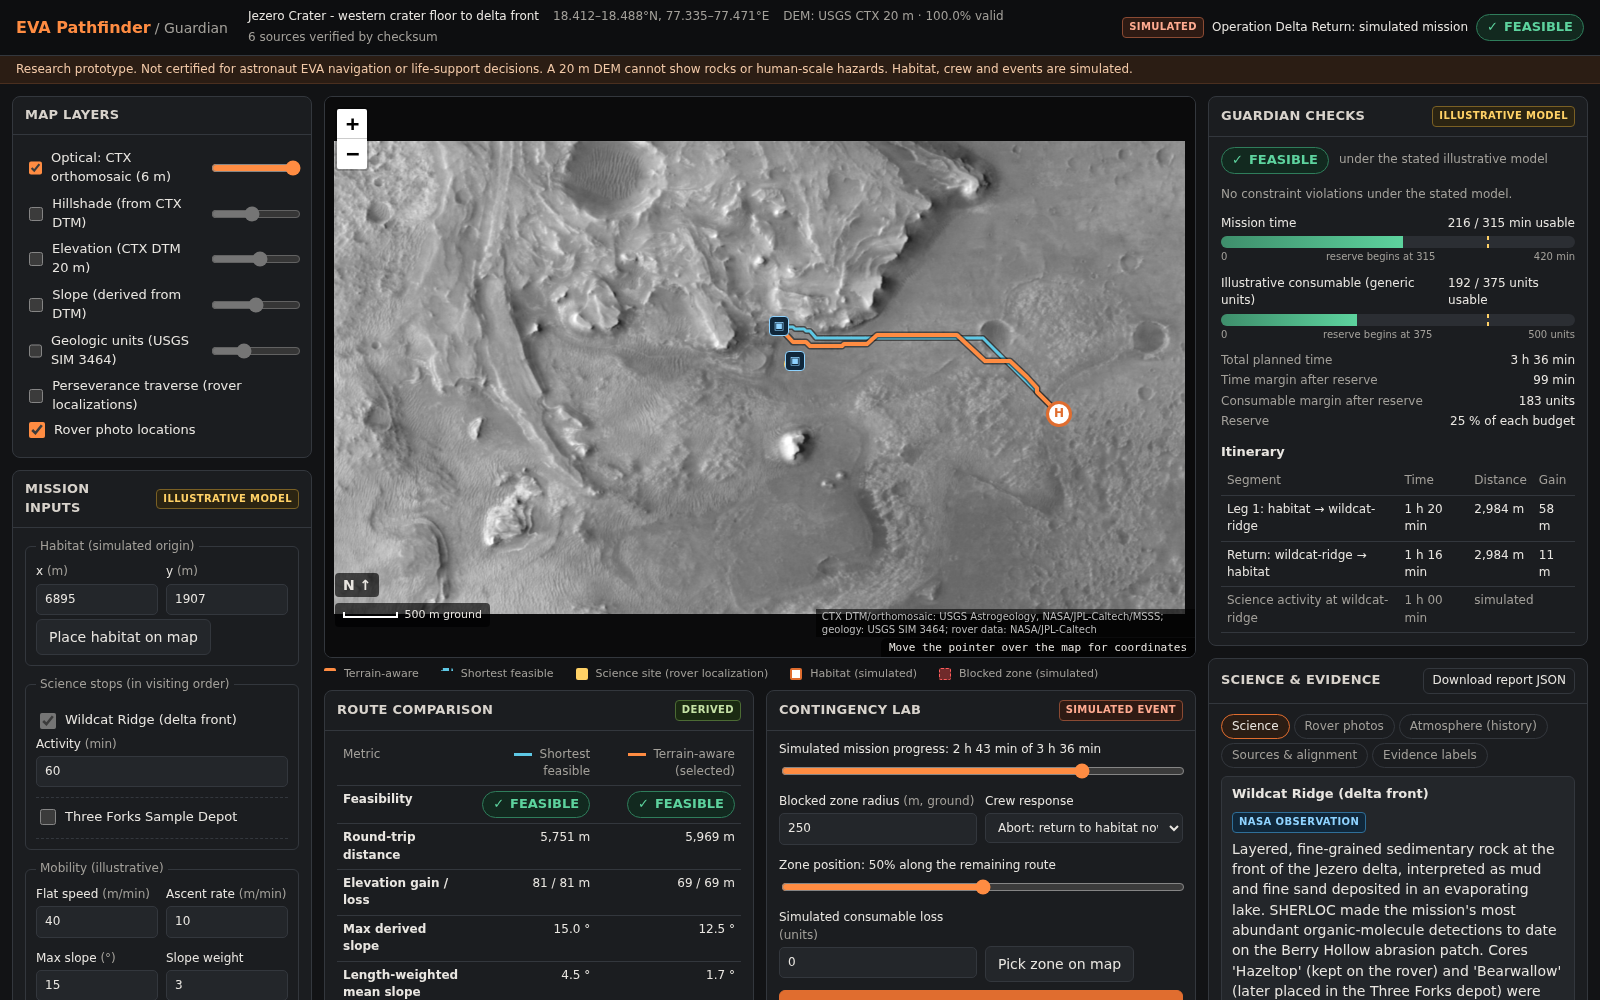 EVA Pathfinder / Guardian
Jezero Crater - western crater floor to delta front 18.412–18.488°N, 77.335–77.471°E DEM: USGS CTX 20 m · 100.0% valid
6 sources verified by checksum
SIMULATED Operation Delta Return: simulated mission ✓ FEASIBLE
Research prototype. Not certified for astronaut EVA navigation or life-support decisions. A 20 m DEM cannot show rocks or human-scale hazards. Habitat, crew and events are simulated.
MAP LAYERS
Optical: CTX
orthomosaic (6 m)
Hillshade (from CTX
DTM)
Elevation (CTX DTM
20 m)
Slope (derived from
DTM)
Geologic units (USGS
SIM 3464)
Perseverance traverse (rover
localizations)
Rover photo locations
MISSION
INPUTS
ILLUSTRATIVE MODEL
Habitat (simulated origin)
x (m) y (m)
6895 1907
Place habitat on map
Science stops (in visiting order)
Wildcat Ridge (delta front)
Activity (min)
60
Three Forks Sample Depot
Mobility (illustrative)
Flat speed (m/min) Ascent rate (m/min)
40 10
Max slope (°) Slope weight
15 3
+
−
H
N ↑
500 m ground
CTX DTM/orthomosaic: USGS Astrogeology, NASA/JPL-Caltech/MSSS;
geology: USGS SIM 3464; rover data: NASA/JPL-Caltech
Move the pointer over the map for coordinates
Terrain-aware Shortest feasible Science site (rover localization) Habitat (simulated) Blocked zone (simulated)
ROUTE COMPARISON DERIVED
Metric Shortest feasible Terrain-aware (selected)
Feasibility ✓ FEASIBLE ✓ FEASIBLE
Round-trip distance 5,751 m 5,969 m
Elevation gain / loss 81 / 81 m 69 / 69 m
Max derived slope 15.0 ° 12.5 °
Length-weighted mean slope 4.5 ° 1.7 °
CONTINGENCY LAB SIMULATED EVENT
Simulated mission progress: 2 h 43 min of 3 h 36 min
Blocked zone radius (m, ground) Crew response
250 Abort: return to habitat no
Zone position: 50% along the remaining route
Simulated consumable loss
(units)
0 Pick zone on map
GUARDIAN CHECKS ILLUSTRATIVE MODEL
✓ FEASIBLE under the stated illustrative model
No constraint violations under the stated model.
Mission time 216 / 315 min usable
0 reserve begins at 315 420 min
Illustrative consumable (generic units) 192 / 375 units usable
0 reserve begins at 375 500 units
Total planned time 3 h 36 min
Time margin after reserve 99 min
Consumable margin after reserve 183 units
Reserve 25 % of each budget
Itinerary
Segment Time Distance Gain
Leg 1: habitat → wildcat-ridge 1 h 20 min 2,984 m 58 m
Return: wildcat-ridge → habitat 1 h 16 min 2,984 m 11 m
Science activity at wildcat-ridge 1 h 00 min simulated
SCIENCE & EVIDENCE Download report JSON
Science Rover photos Atmosphere (history)
Sources & alignment Evidence labels
Wildcat Ridge (delta front)
NASA OBSERVATION
Layered, fine-grained sedimentary rock at the
front of the Jezero delta, interpreted as mud
and fine sand deposited in an evaporating
lake. SHERLOC made the mission's most
abundant organic-molecule detections to date
on the Berry Hollow abrasion patch. Cores
'Hazeltop' (kept on the rover) and 'Bearwallow'
(later placed in the Three Forks depot) were